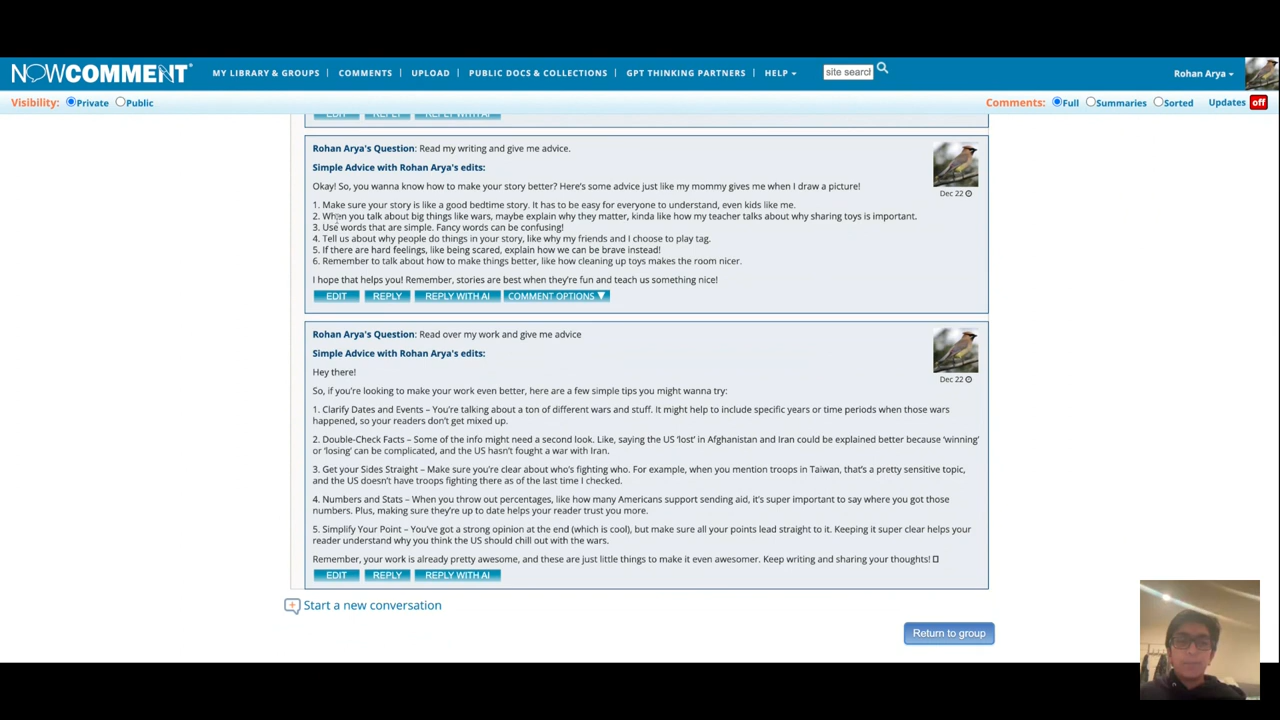 NOWCOMMENT®
MY LIBRARY & GROUPS | COMMENTS | UPLOAD | PUBLIC DOCS & COLLECTIONS | GPT THINKING PARTNERS | HELP
site search
Rohan Arya
Visibility: Private Public
Comments: Full Summaries Sorted Updates off
EDIT REPLY REPLY WITH AI
Rohan Arya's Question: Read my writing and give me advice.
Simple Advice with Rohan Arya's edits:
Dec 22
Okay! So, you wanna know how to make your story better? Here's some advice just like my mommy gives me when I draw a picture!
1. Make sure your story is like a good bedtime story. It has to be easy for everyone to understand, even kids like me.
2. When you talk about big things like wars, maybe explain why they matter, kinda like how my teacher talks about why sharing toys is important.
3. Use words that are simple. Fancy words can be confusing!
4. Tell us about why people do things in your story, like why my friends and I choose to play tag.
5. If there are hard feelings, like being scared, explain how we can be brave instead!
6. Remember to talk about how to make things better, like how cleaning up toys makes the room nicer.
I hope that helps you! Remember, stories are best when they're fun and teach us something nice!
EDIT REPLY REPLY WITH AI COMMENT OPTIONS ▼
Rohan Arya's Question: Read over my work and give me advice
Simple Advice with Rohan Arya's edits:
Hey there!
Dec 22
So, if you're looking to make your work even better, here are a few simple tips you might wanna try:
1. Clarify Dates and Events – You're talking about a ton of different wars and stuff. It might help to include specific years or time periods when those wars
happened, so your readers don't get mixed up.
2. Double-Check Facts – Some of the info might need a second look. Like, saying the US 'lost' in Afghanistan and Iran could be explained better because 'winning'
or 'losing' can be complicated, and the US hasn't fought a war with Iran.
3. Get your Sides Straight – Make sure you're clear about who's fighting who. For example, when you mention troops in Taiwan, that's a pretty sensitive topic,
and the US doesn't have troops fighting there as of the last time I checked.
4. Numbers and Stats – When you throw out percentages, like how many Americans support sending aid, it's super important to say where you got those
numbers. Plus, making sure they're up to date helps your reader trust you more.
5. Simplify Your Point – You've got a strong opinion at the end (which is cool), but make sure all your points lead straight to it. Keeping it super clear helps your
reader understand why you think the US should chill out with the wars.
Remember, your work is already pretty awesome, and these are just little things to make it even awesomer. Keep writing and sharing your thoughts!
EDIT REPLY REPLY WITH AI
Start a new conversation
Return to group